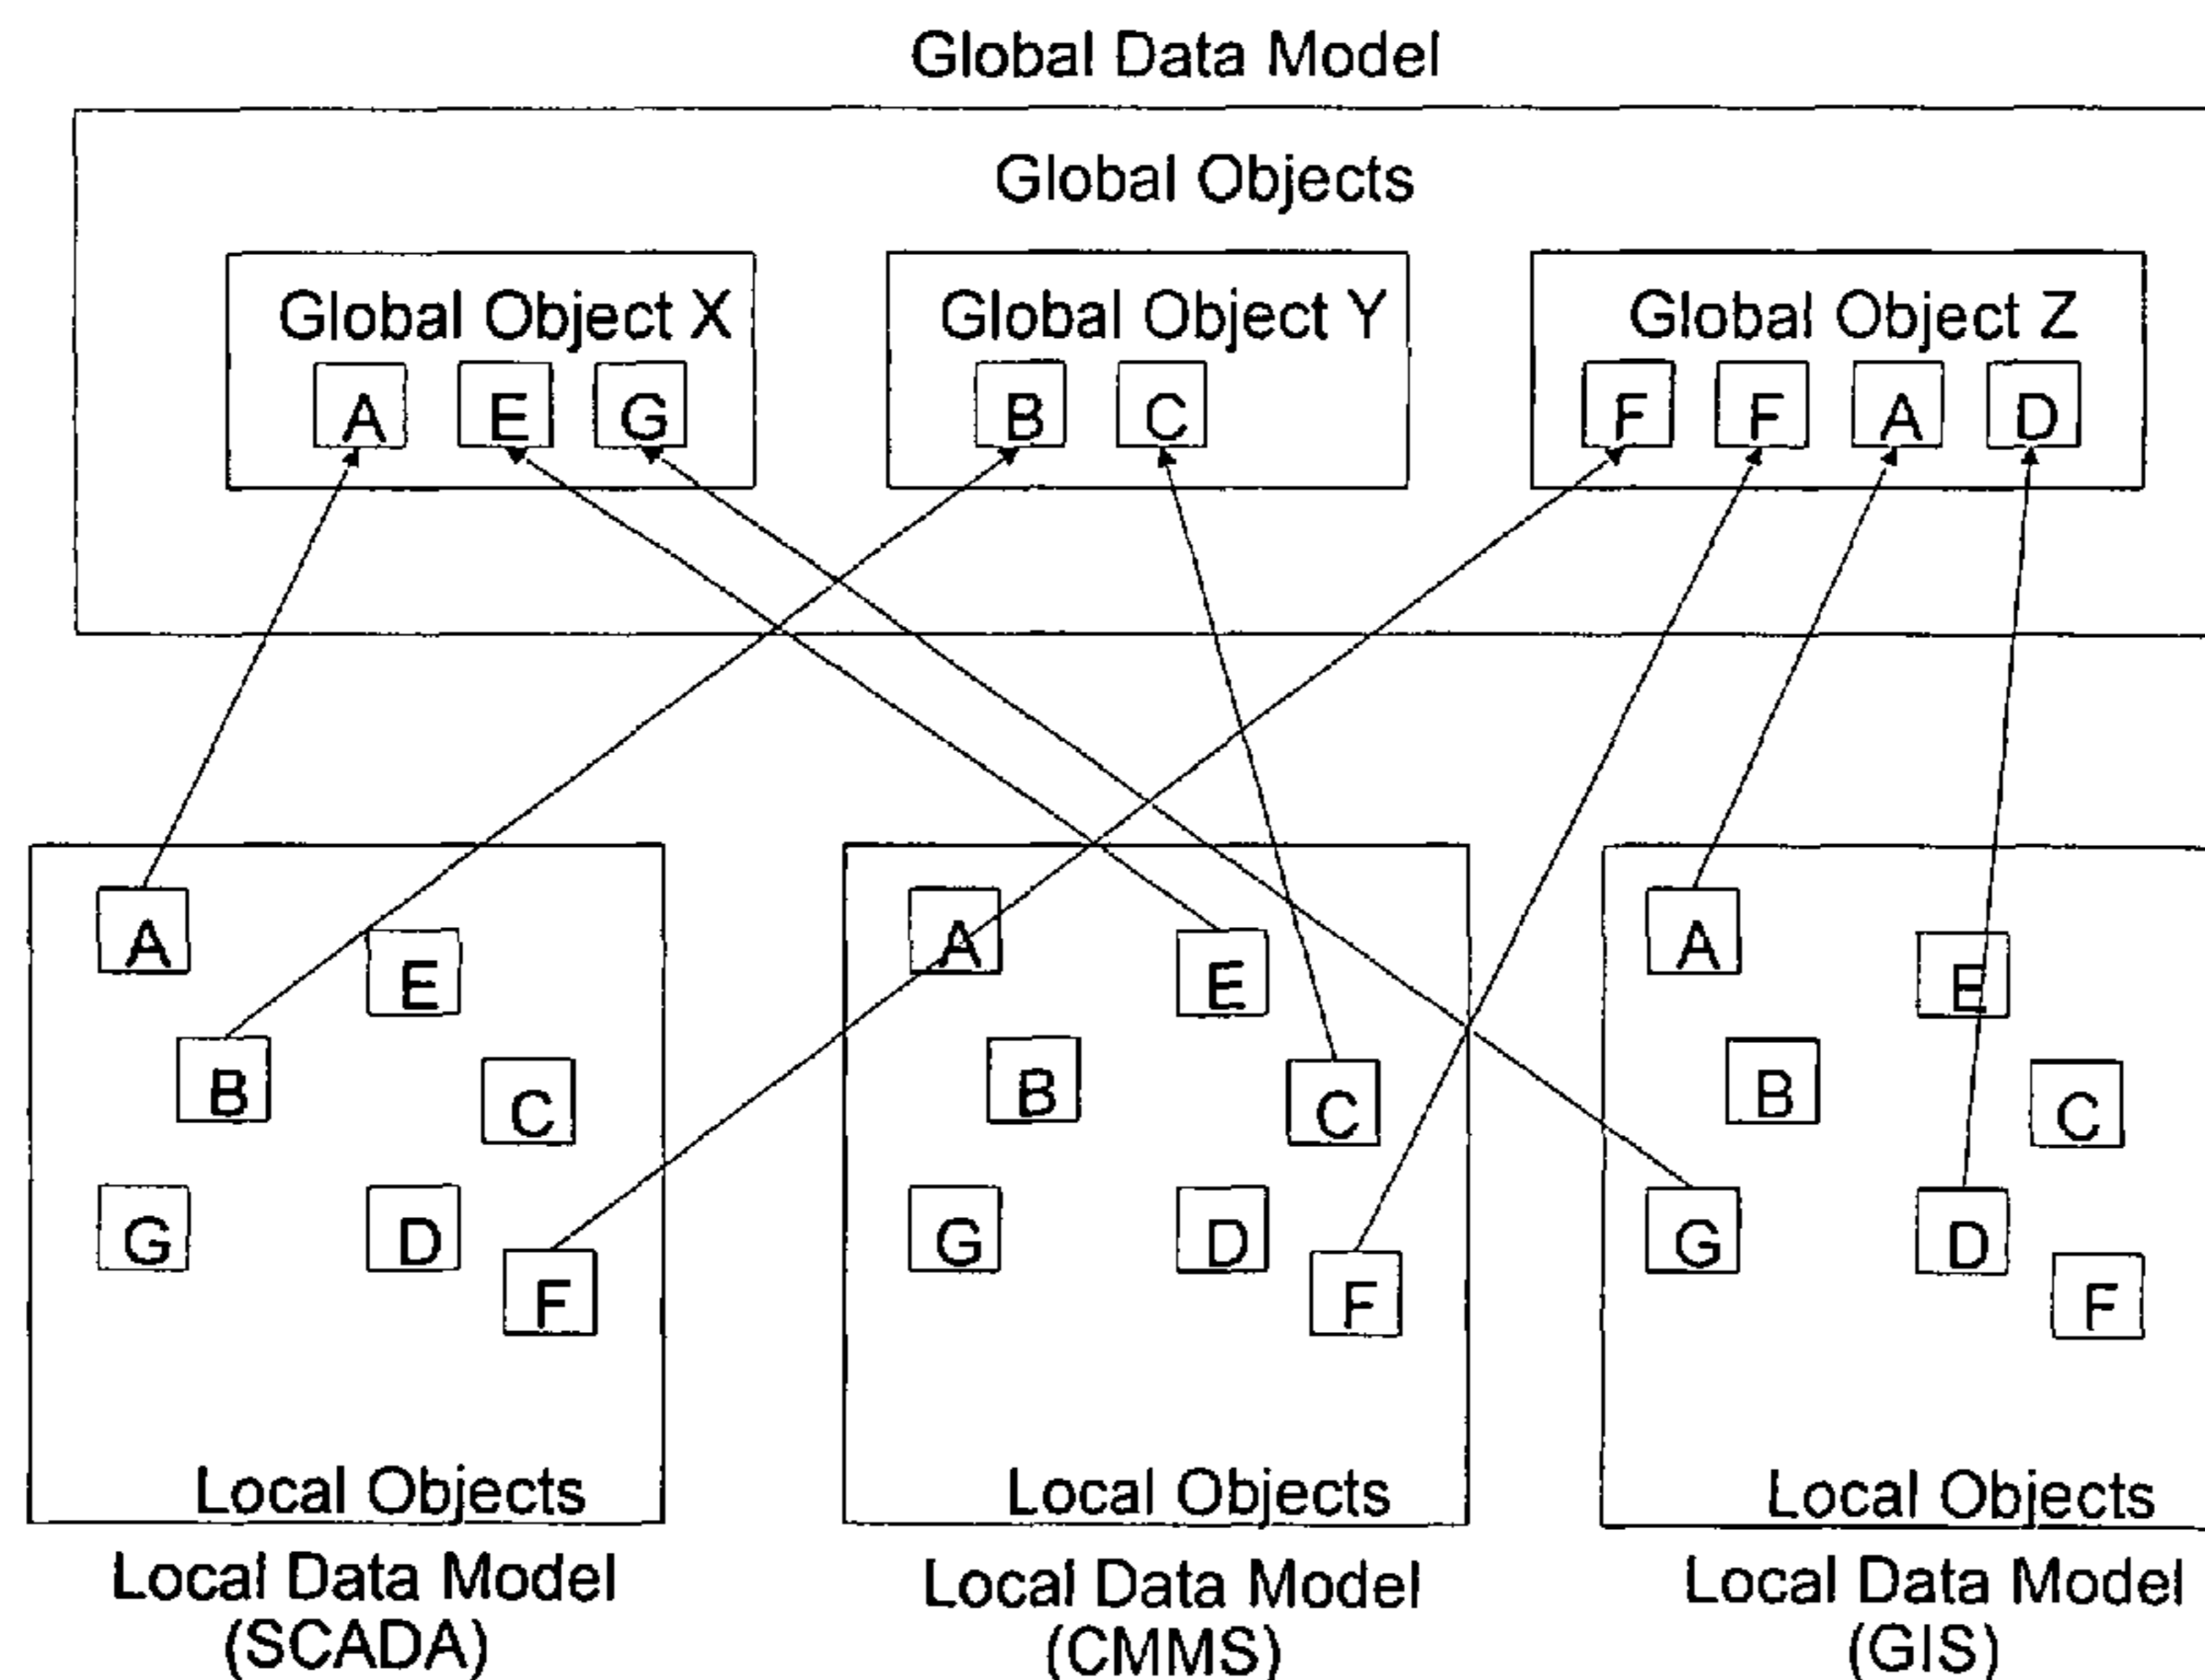 Global Data Model
Global Objects
Global Object X
A E G
Global Object Y
B C
Global Object Z
F F A D
A
E
B
C
G
D
F
Local Objects
Local Data Model
(SCADA)
A
E
B
C
G
D
F
Local Objects
Local Data Model
(CMMS)
A
E
B
C
G
D
F
Local Objects
Local Data Model
(GIS)